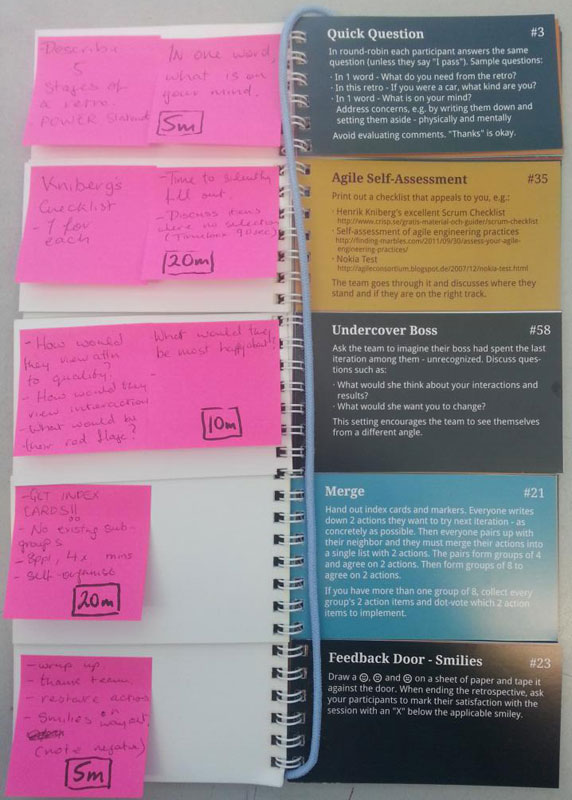 -Describe
5
stages of
a retro
POWER
In one word,
what is on
your mind.
5m
Quick Question #3
In round-robin each participant answers the same
question (unless they say "I pass"). Sample questions:
· In 1 word - What do you need from the retro?
· In this retro - If you were a car, what kind are you?
· In 1 word - What is on your mind?
Address concerns, e.g. by writing them down and
setting them aside - physically and mentally
Avoid evaluating comments. "Thanks" is okay.
Kniberg's
Checklist
- 1 for
each
- Time to silently
fill out.
- Discuss items
where no selection
(Timebox 90sec)
20m
Agile Self-Assessment #35
Print out a checklist that appeals to you, e.g.:
· Henrik Kniberg's excellent Scrum Checklist
http://www.crisp.se/gratis-material-och-guider/scrum-checklist
· Self-assessment of agile engineering practices
http://finding-marbles.com/2011/09/30/assess-your-agile-
engineering-practices/
· Nokia Test
http://agileconsortium.blogspot.de/2007/12/nokia-test.html
The team goes through it and discusses where they
stand and if they are on the right track.
- How would
they view attn
to quality?
- How would they
view interaction
- What would be
their red flags?
What would they
be most happy about?
10m
Undercover Boss #58
Ask the team to imagine their boss had spent the last
iteration among them - unrecognized. Discuss ques-
tions such as:
· What would she think about your interactions and
results?
· What would she want you to change?
This setting encourages the team to see themselves
from a different angle.
- GET INDEX
CARDS!!
- No existing sub-
groups
- 8ppl, 4x mins
- self-organise
20m
Merge #21
Hand out index cards and markers. Everyone writes
down 2 actions they want to try next iteration - as
concretely as possible. Then everyone pairs up with
their neighbor and they must merge their actions into
a single list with 2 actions. The pairs form groups of 4
and agree on 2 actions. Then form groups of 8 to
agree on 2 actions.
If you have more than one group of 8, collect every
group's 2 action items and dot-vote which 2 action
items to implement.
- wrap up
- thank team.
- restate actions
- Smilies on
way out.
(note negative)
5m
Feedback Door - Smilies #23
Draw a ☺, 😐 and ☹ on a sheet of paper and tape it
against the door. When ending the retrospective, ask
your participants to mark their satisfaction with the
session with an "X" below the applicable smiley.